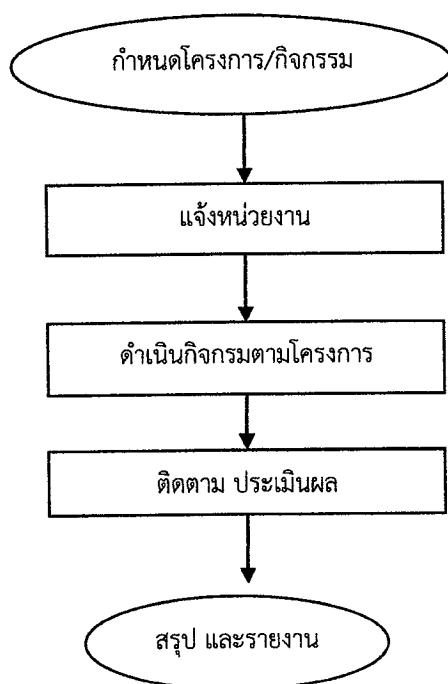 กำหนดโครงการ/กิจกรรม
แจ้งหน่วยงาน
ดำเนินกิจกรมตามโครงการ
ติดตาม ประเมินผล
สรุป และรายงาน